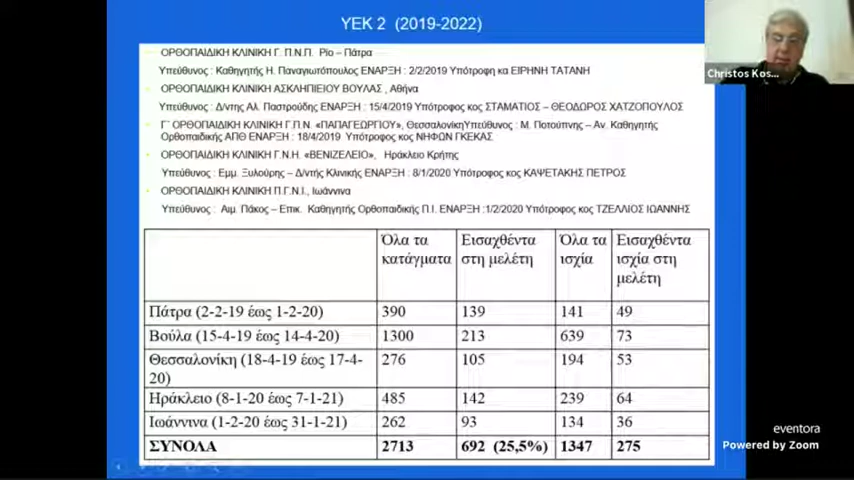 ΥΕΚ 2 (2019-2022)
ΟΡΘΟΠΑΙΔΙΚΗ ΚΛΙΝΙΚΗ Γ. Π.Ν.Π. Ρίο – Πάτρα
Υπεύθυνος : Καθηγητής Η. Παναγιωτόπουλος ΕΝΑΡΞΗ : 2/2/2019 Υπότροφη κα ΕΙΡΗΝΗ ΤΑΤΑΝΗ
ΟΡΘΟΠΑΙΔΙΚΗ ΚΛΙΝΙΚΗ ΑΣΚΛΗΠΙΕΙΟΥ ΒΟΥΛΑΣ , Αθήνα
Υπεύθυνος : Δ/ντης Αλ. Παστρούδης ΕΝΑΡΞΗ : 15/4/2019 Υπότροφος κος ΣΤΑΜΑΤΙΟΣ – ΘΕΟΔΩΡΟΣ ΧΑΤΖΟΠΟΥΛΟΣ
Γ΄ ΟΡΘΟΠΑΙΔΙΚΗ ΚΛΙΝΙΚΗ Γ.Π.Ν. «ΠΑΠΑΓΕΩΡΓΙΟΥ», ΘεσσαλονίκηΥπεύθυνος : Μ. Ποτούπνης – Αν. Καθηγητής
Ορθοπαιδικής ΑΠΘ ΕΝΑΡΞΗ : 18/4/2019 Υπότροφος κος ΝΗΦΩΝ ΓΚΕΚΑΣ
ΟΡΘΟΠΑΙΔΙΚΗ ΚΛΙΝΙΚΗ Γ.Ν.Η. «ΒΕΝΙΖΕΛΕΙΟ», Ηράκλειο Κρήτης
Υπεύθυνος : Εμμ. Ξυλούρης – Δ/ντής Κλινικής ΕΝΑΡΞΗ : 8/1/2020 Υπότροφος κος ΚΑΨΕΤΑΚΗΣ ΠΕΤΡΟΣ
ΟΡΘΟΠΑΙΔΙΚΗ ΚΛΙΝΙΚΗ Π.Γ.Ν.Ι., Ιωάννινα
Υπεύθυνος : Αιμ. Πάκος – Επικ. Καθηγητής Ορθοπαιδικής Π.Ι. ΕΝΑΡΞΗ :1/2/2020 Υπότροφος κος ΤΖΕΛΛΙΟΣ ΙΩΑΝΝΗΣ
Όλα τα κατάγματα Εισαχθέντα στη μελέτη Όλα τα ισχία Εισαχθέντα ισχία στη μελέτη
Πάτρα (2-2-19 έως 1-2-20) 390 139 141 49
Βούλα (15-4-19 έως 14-4-20) 1300 213 639 73
Θεσσαλονίκη (18-4-19 έως 17-4-20) 276 105 194 53
Ηράκλειο (8-1-20 έως 7-1-21) 485 142 239 64
Ιωάννινα (1-2-20 έως 31-1-21) 262 93 134 36
ΣΥΝΟΛΑ 2713 692 (25,5%) 1347 275
Christos Kos...
eventora
Powered by Zoom